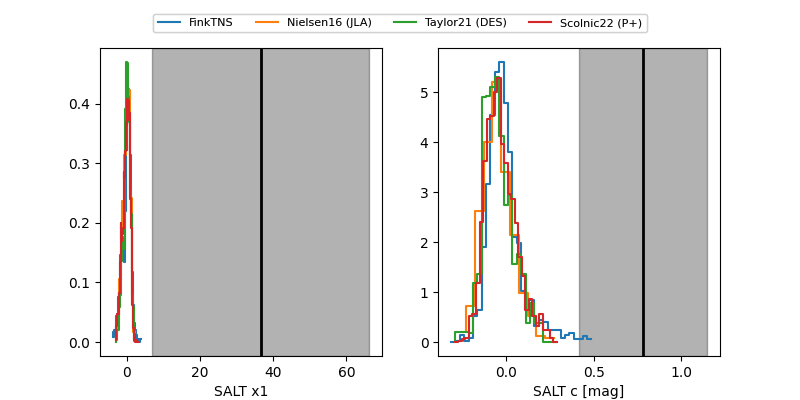 FinkTNS Nielsen16 (JLA) Taylor21 (DES) Scolnic22 (P+)
0.4
0.3
0.2
0.1
0.0
0 20 40 60
SALT x1
5
4
3
2
1
0
0.0 0.5 1.0
SALT c [mag]